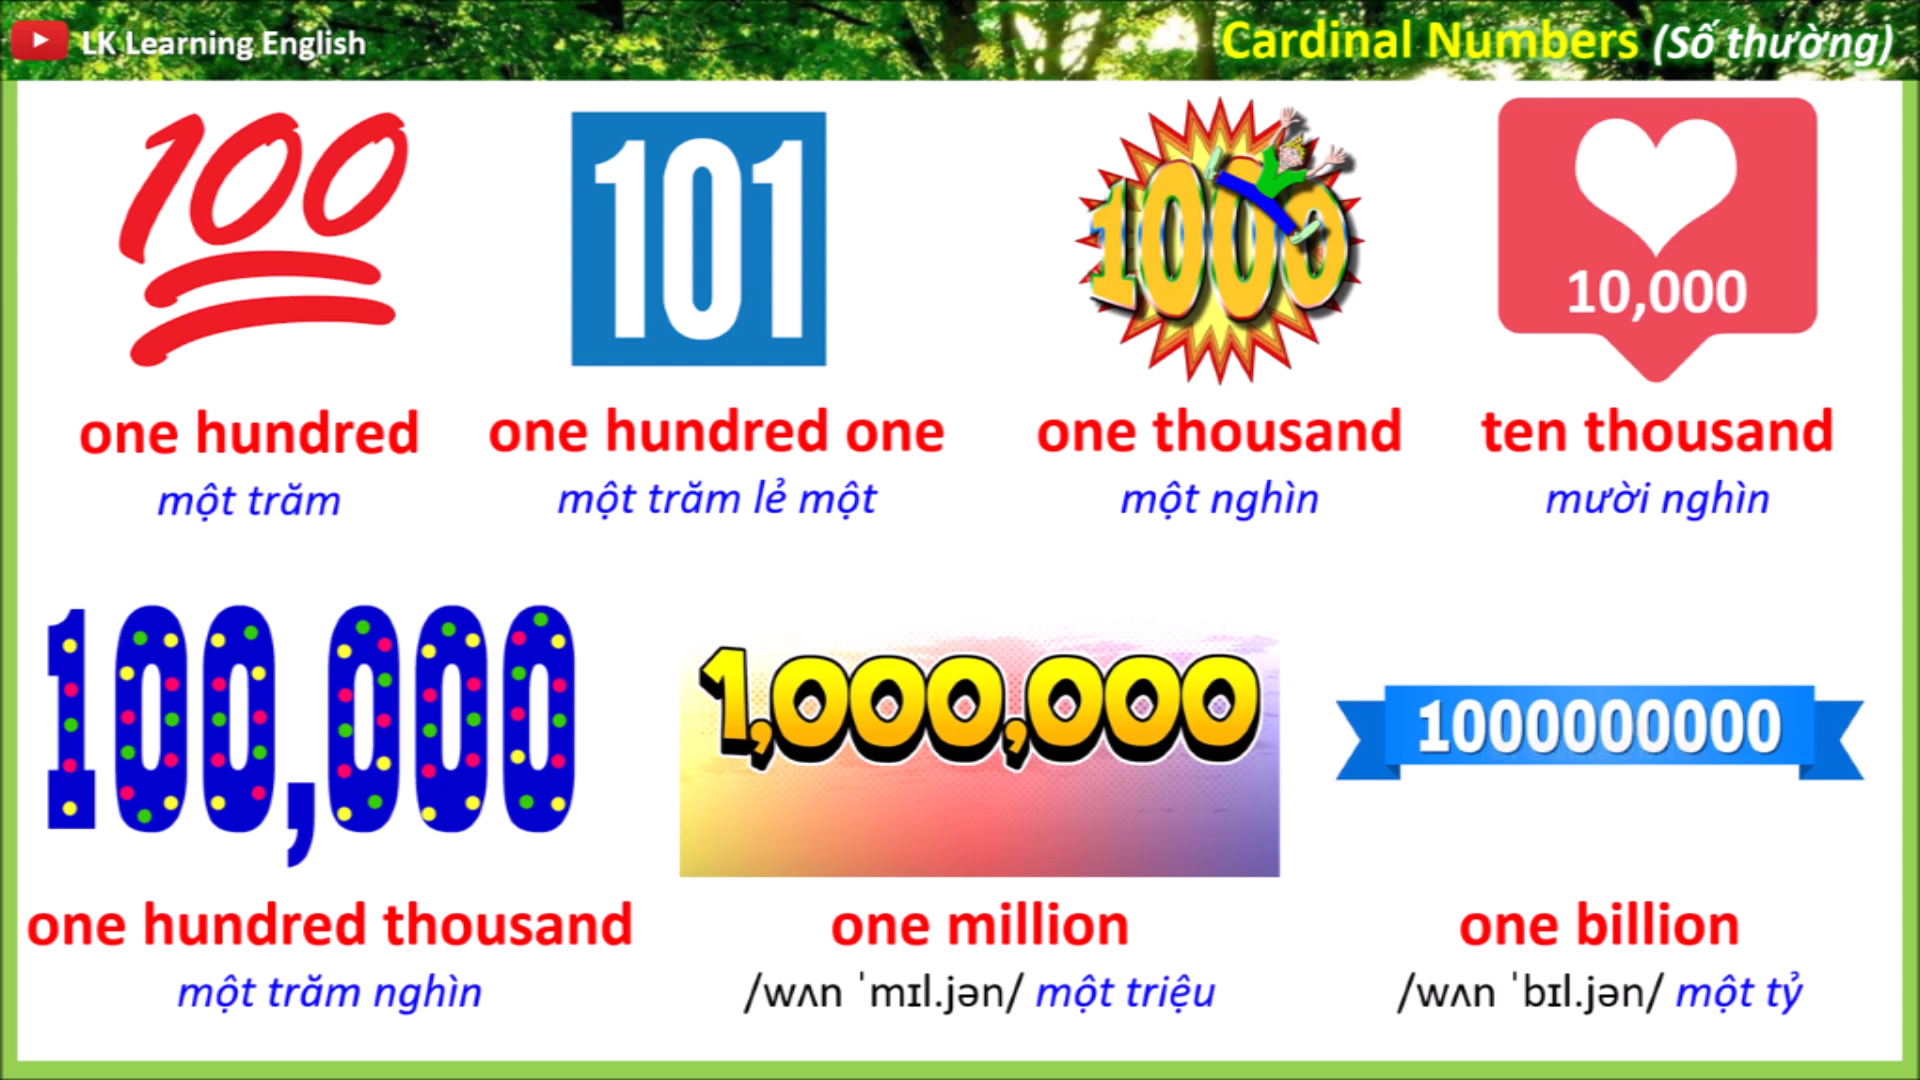 LK Learning English
Cardinal Numbers (Số thường)
100
101
1000
10,000
one hundred
một trăm
one hundred one
một trăm lẻ một
one thousand
một nghìn
ten thousand
mười nghìn
100,000
1,000,000
1000000000
one hundred thousand
một trăm nghìn
one million
/wʌn ˈmɪl.jən/ một triệu
one billion
/wʌn ˈbɪl.jən/ một tỷ